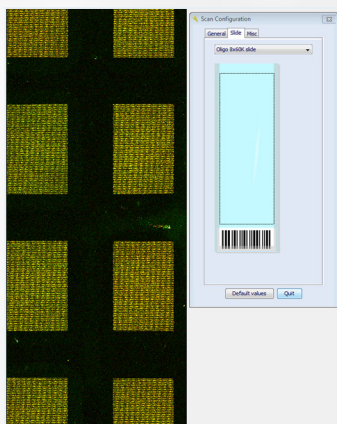 Scan Configuration
General Slide Misc
Oligo 8x60K slide
Default values Quit